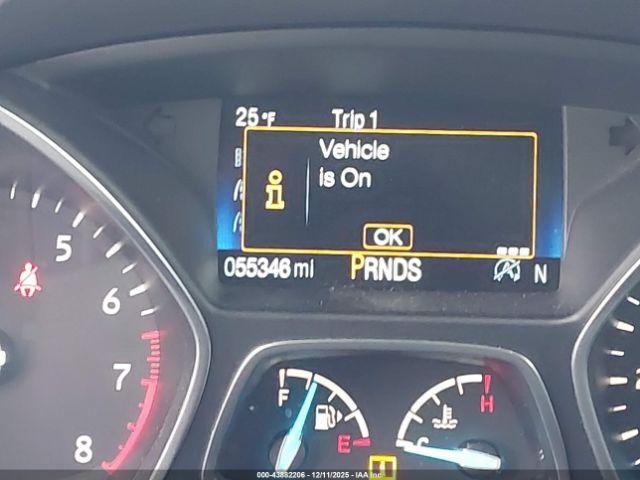 25°F Trip 1
Vehicle
is On
OK
055346 mi PRNDS N
5
6
7
8
F
E
H
C
000-43882206 - 12/11/2025 - IAA Inc.